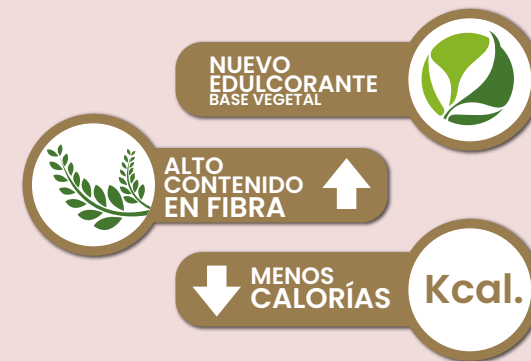 NUEVO
EDULCORANTE
BASE VEGETAL
ALTO
CONTENIDO
EN FIBRA
MENOS
CALORÍAS
Kcal.